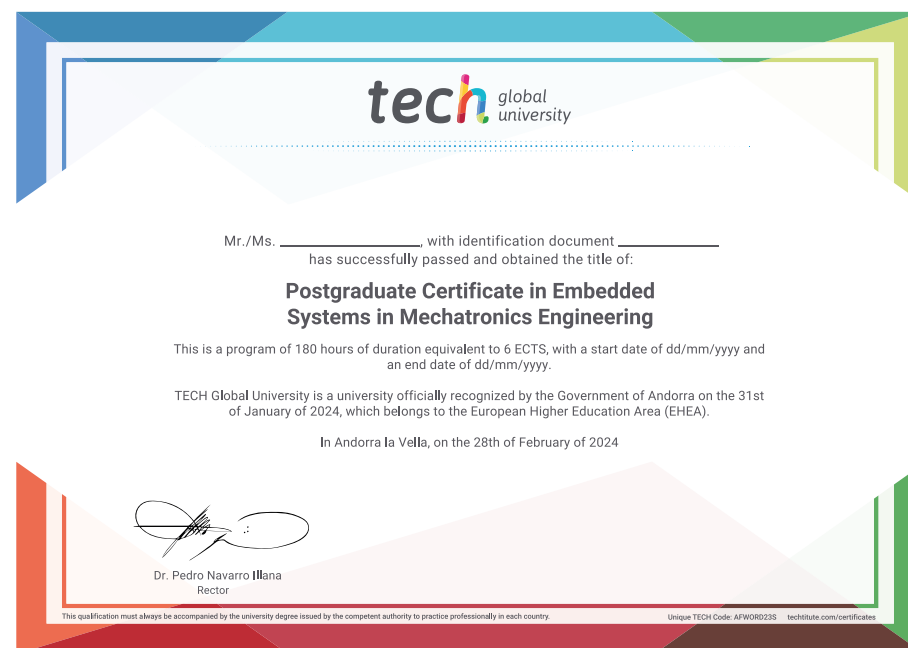 tech global university
Mr./Ms. ____________, with identification document ____________
has successfully passed and obtained the title of:
Postgraduate Certificate in Embedded
Systems in Mechatronics Engineering
This is a program of 180 hours of duration equivalent to 6 ECTS, with a start date of dd/mm/yyyy and
an end date of dd/mm/yyyy.
TECH Global University is a university officially recognized by the Government of Andorra on the 31st
of January of 2024, which belongs to the European Higher Education Area (EHEA).
In Andorra la Vella, on the 28th of February of 2024
Dr. Pedro Navarro Illana
Rector
This qualification must always be accompanied by the university degree issued by the competent authority to practice professionally in each country.
Unique TECH Code: AFWORD23S techtitute.com/certificates